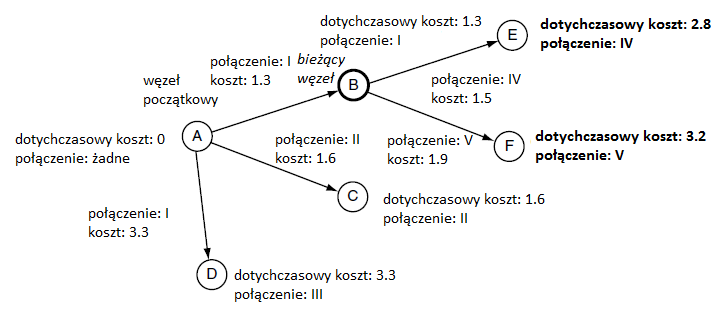 dotychczasowy koszt: 1.3
połączenie: I
E
dotychczasowy koszt: 2.8
połączenie: IV
połączenie: I
koszt: 1.3
bieżący
węzeł
B
połączenie: IV
koszt: 1.5
węzeł
początkowy
dotychczasowy koszt: 0
połączenie: żadne
A
połączenie: II
koszt: 1.6
połączenie: V
koszt: 1.9
F
dotychczasowy koszt: 3.2
połączenie: V
C
dotychczasowy koszt: 1.6
połączenie: II
połączenie: I
koszt: 3.3
D
dotychczasowy koszt: 3.3
połączenie: III